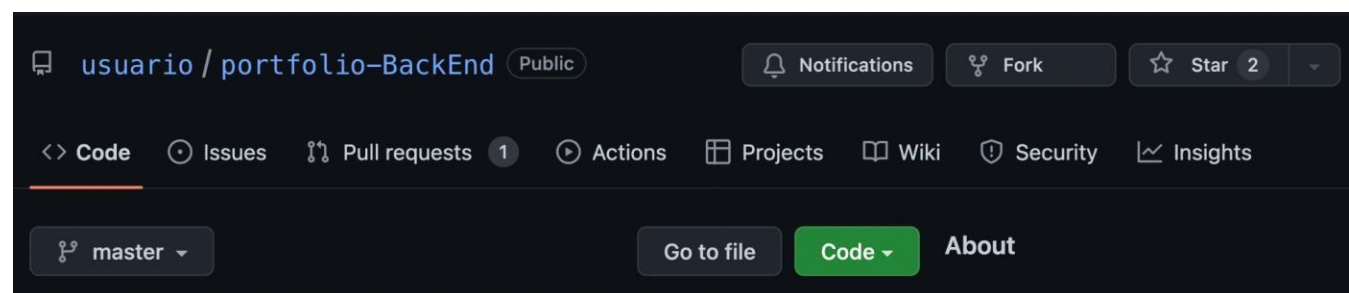 usuario / portfolio-BackEnd Public Notifications Fork Star 2
Code Issues Pull requests 1 Actions Projects Wiki Security Insights
master Go to file Code About